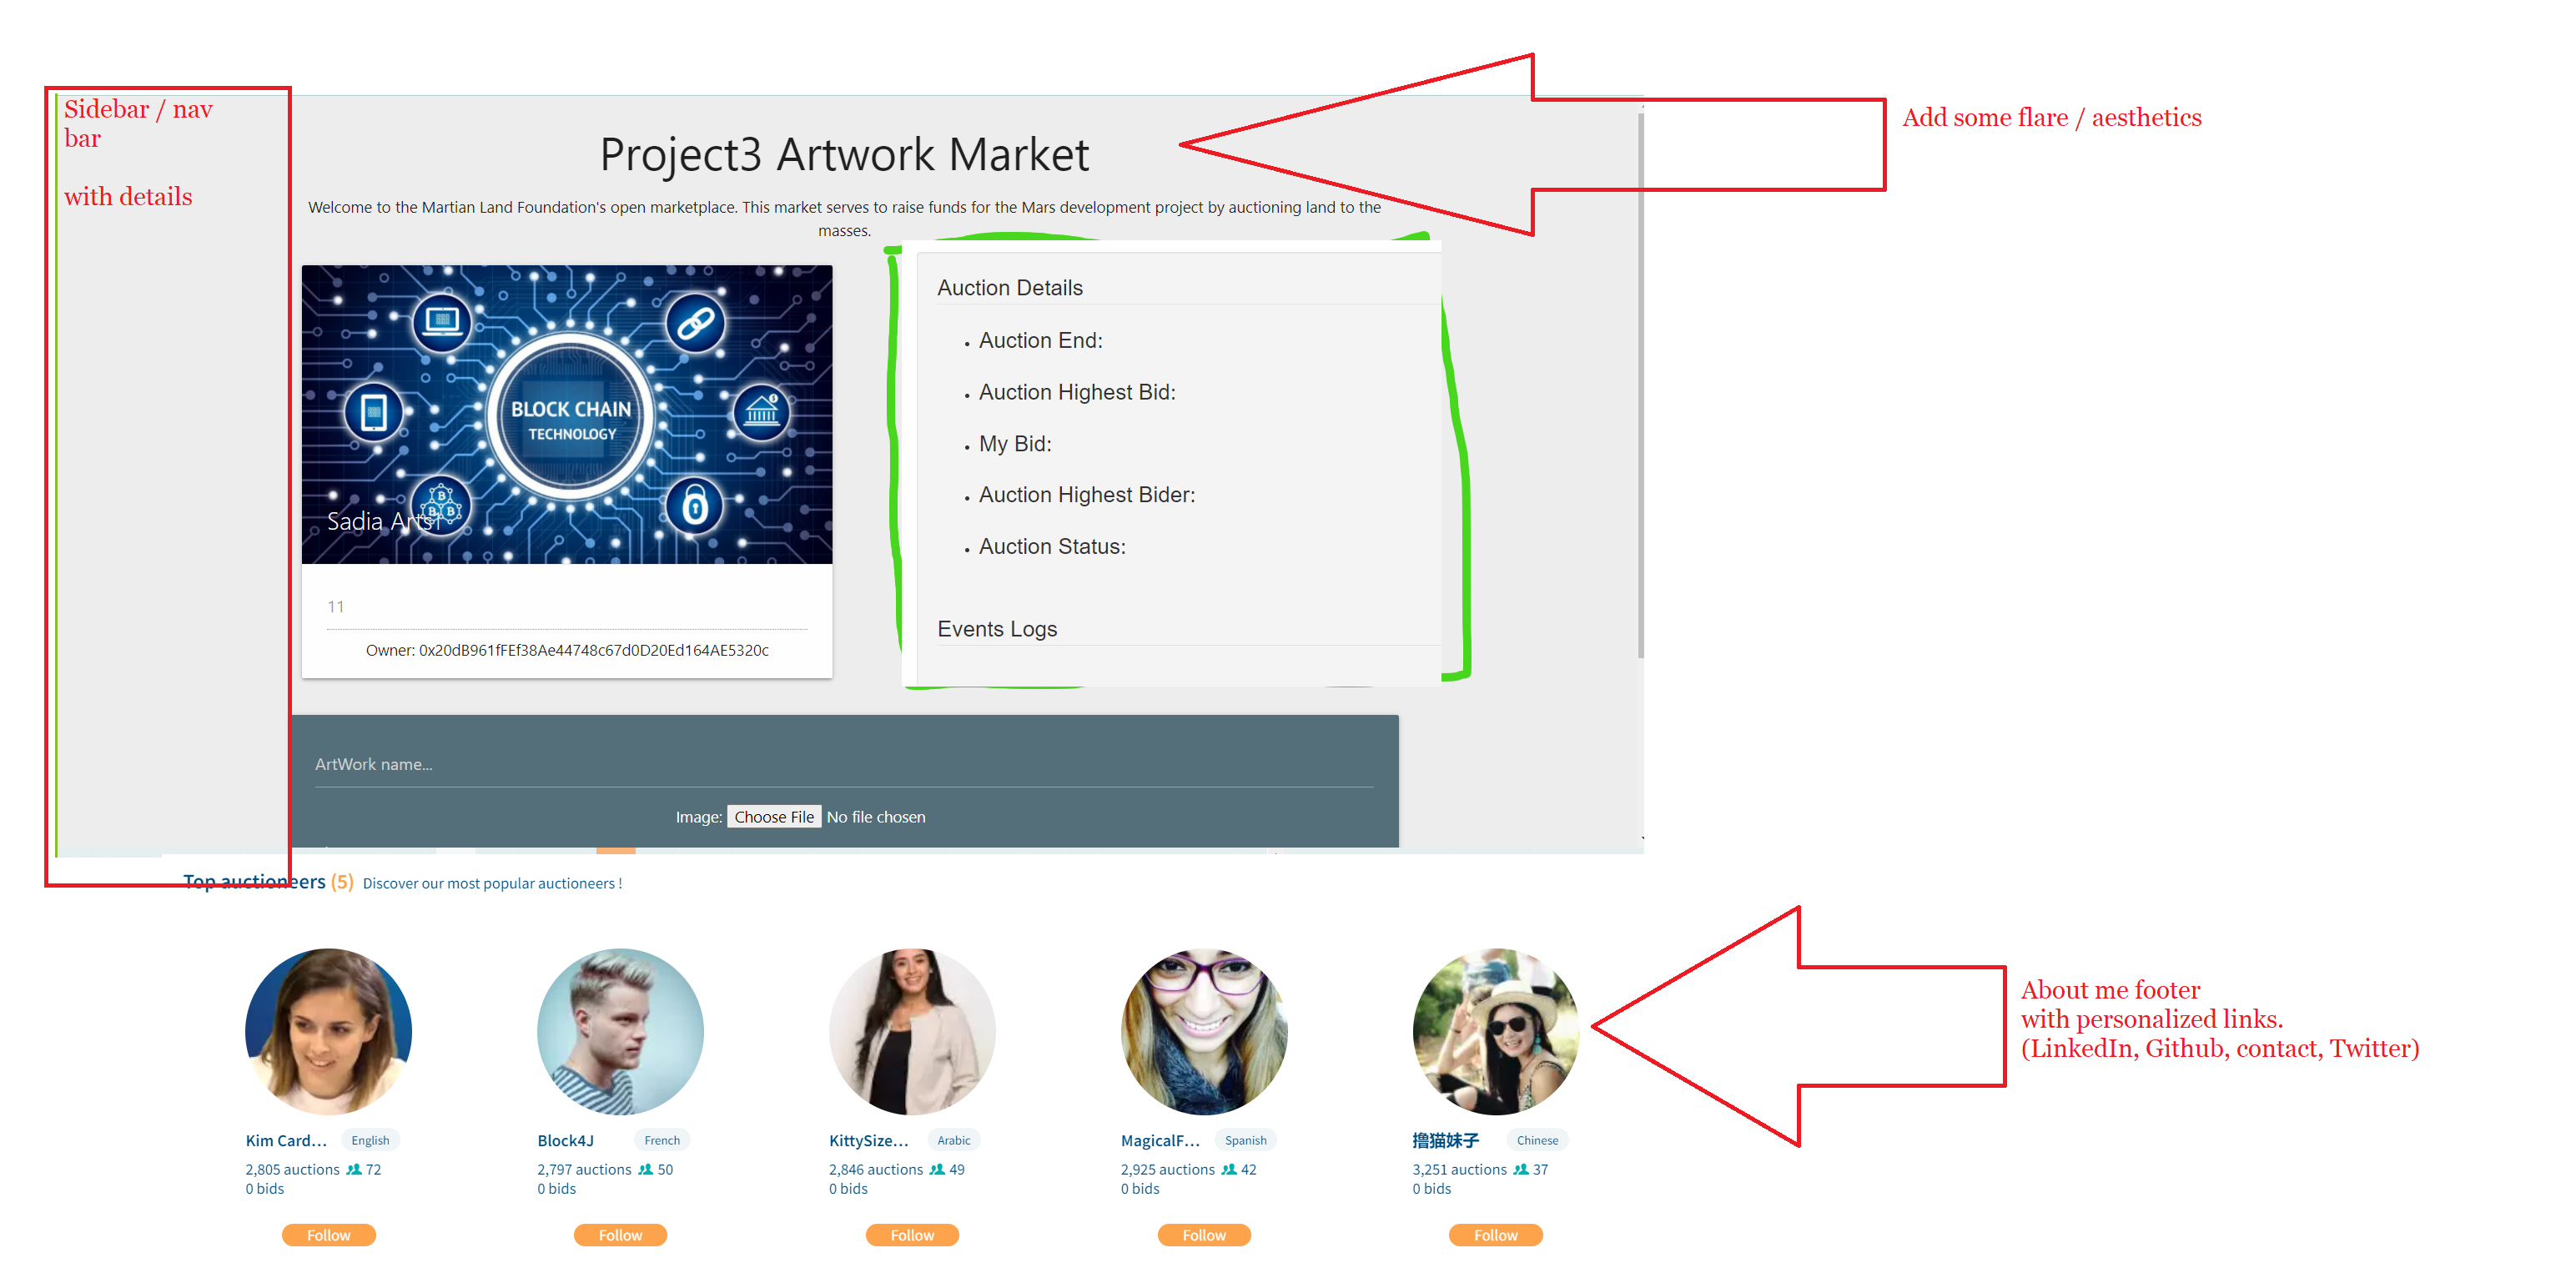 Sidebar / nav
bar
with details
Add some flare / aesthetics
Project3 Artwork Market
Welcome to the Martian Land Foundation's open marketplace. This market serves to raise funds for the Mars development project by auctioning land to the
masses.
BLOCK CHAIN
TECHNOLOGY
Sadia Arts1
11
Owner: 0x20dB961fFEf38Ae44748c67d0D20Ed164AE5320c
Auction Details
• Auction End:
• Auction Highest Bid:
• My Bid:
• Auction Highest Bider:
• Auction Status:
Events Logs
ArtWork name...
Image: Choose File No file chosen
Top auctioneers (5) Discover our most popular auctioneers !
About me footer
with personalized links.
(LinkedIn, Github, contact, Twitter)
Kim Card... English
2,805 auctions 72
0 bids
Follow
Block4J French
2,797 auctions 50
0 bids
Follow
KittySize... Arabic
2,846 auctions 49
0 bids
Follow
MagicalF... Spanish
2,925 auctions 42
0 bids
Follow
撸猫妹子 Chinese
3,251 auctions 37
0 bids
Follow